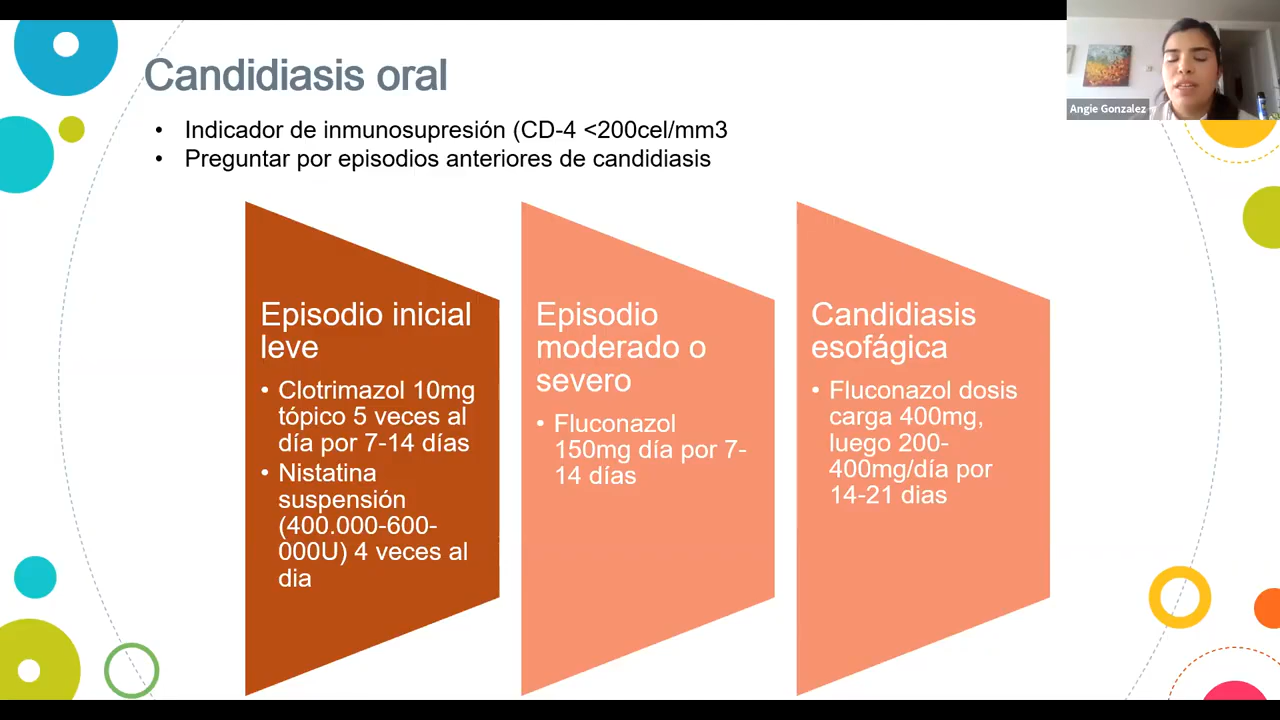 Candidiasis oral
• Indicador de inmunosupresión (CD-4 <200cel/mm3
• Preguntar por episodios anteriores de candidiasis
Episodio inicial
leve
• Clotrimazol 10mg
tópico 5 veces al
día por 7-14 días
• Nistatina
suspensión
(400.000-600-
000U) 4 veces al
dia
Episodio
moderado o
severo
• Fluconazol
150mg día por 7-
14 días
Candidiasis
esofágica
• Fluconazol dosis
carga 400mg,
luego 200-
400mg/día por
14-21 dias
Angie Gonzalez